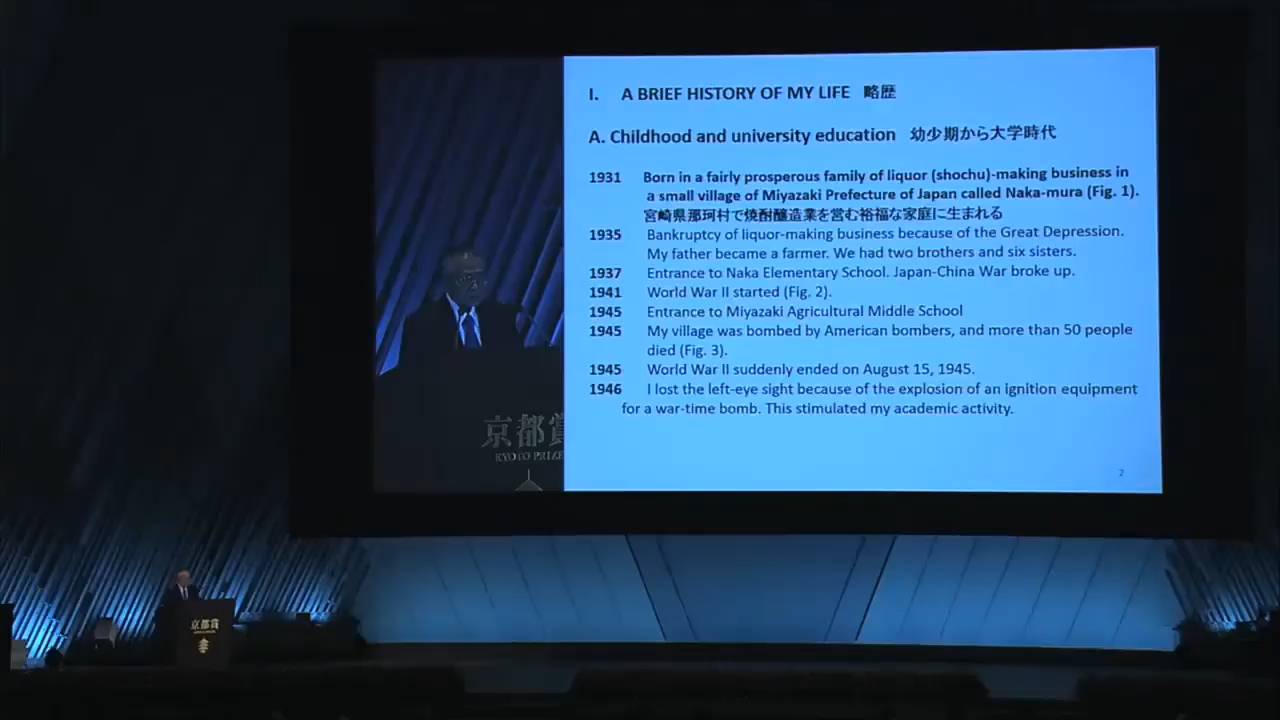 I. A BRIEF HISTORY OF MY LIFE 略歴
A. Childhood and university education 幼少期から大学時代
1931 Born in a fairly prosperous family of liquor (shochu)-making business in
a small village of Miyazaki Prefecture of Japan called Naka-mura (Fig. 1).
宮崎県那珂村で焼酎醸造業を営む裕福な家庭に生まれる
1935 Bankruptcy of liquor-making business because of the Great Depression.
My father became a farmer. We had two brothers and six sisters.
1937 Entrance to Naka Elementary School. Japan-China War broke up.
1941 World War II started (Fig. 2).
1945 Entrance to Miyazaki Agricultural Middle School
1945 My village was bombed by American bombers, and more than 50 people
died (Fig. 3).
1945 World War II suddenly ended on August 15, 1945.
1946 I lost the left-eye sight because of the explosion of an ignition equipment
for a war-time bomb. This stimulated my academic activity.
2
京都賞
KYOTO PRIZE
京都賞